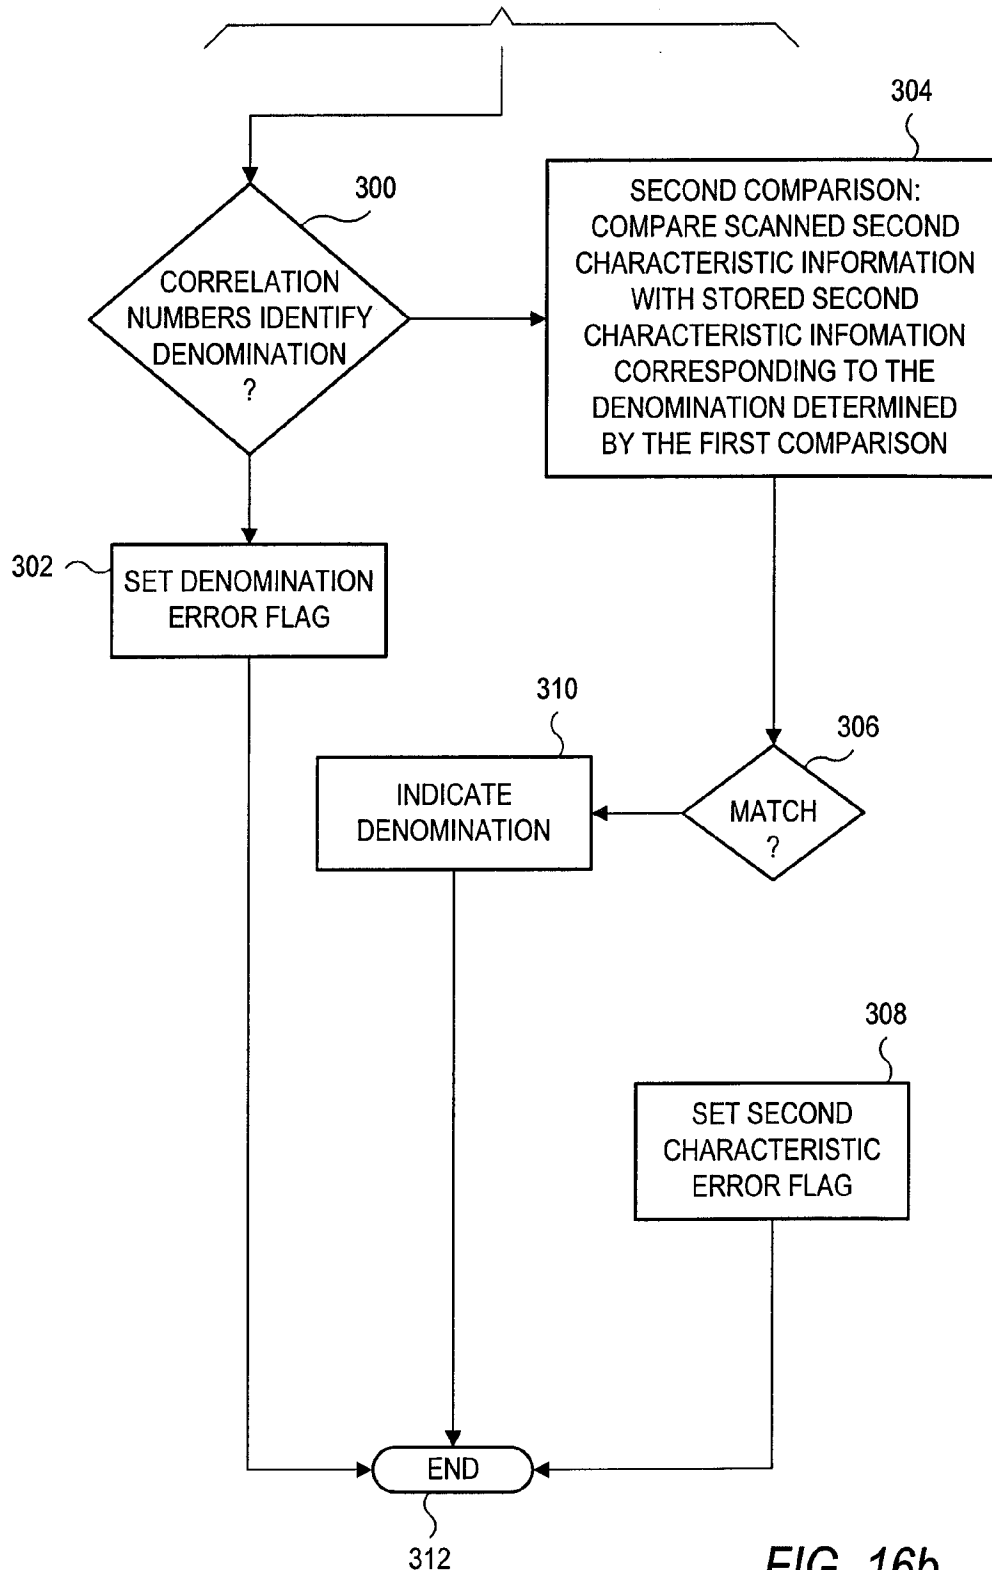 304
300
SECOND COMPARISON:
COMPARE SCANNED SECOND
CHARACTERISTIC INFORMATION
WITH STORED SECOND
CHARACTERISTIC INFOMATION
CORRESPONDING TO THE
DENOMINATION DETERMINED
BY THE FIRST COMPARISON
CORRELATION
NUMBERS IDENTIFY
DENOMINATION
?
302
SET DENOMINATION
ERROR FLAG
310
306
INDICATE
DENOMINATION
MATCH
?
308
SET SECOND
CHARACTERISTIC
ERROR FLAG
END
312
FIG. 16b